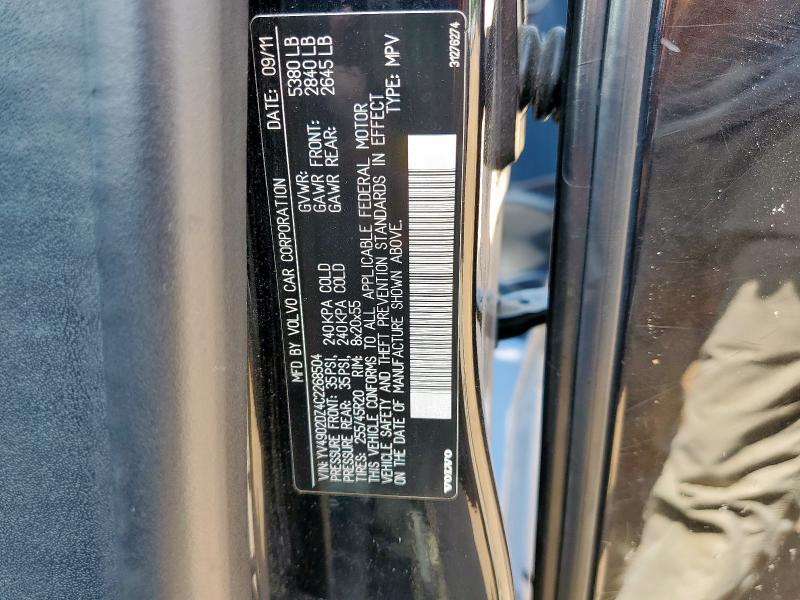 MFD BY VOLVO CAR CORPORATION DATE: 09/11
GVWR: 5380 LB
GAWR FRONT: 2840 LB
GAWR REAR: 2645 LB
VIN: YV4902DZ4C2268504
PRESSURE FRONT: 35PSI, 240KPA COLD
PRESSURE REAR: 35PSI, 240KPA COLD
TIRES: 255/45R20 RIM: 8x20x55
THIS VEHICLE CONFORMS TO ALL APPLICABLE FEDERAL MOTOR
VEHICLE SAFETY AND THEFT PREVENTION STANDARDS IN EFFECT
ON THE DATE OF MANUFACTURE SHOWN ABOVE. TYPE: MPV
VOLVO 31276274